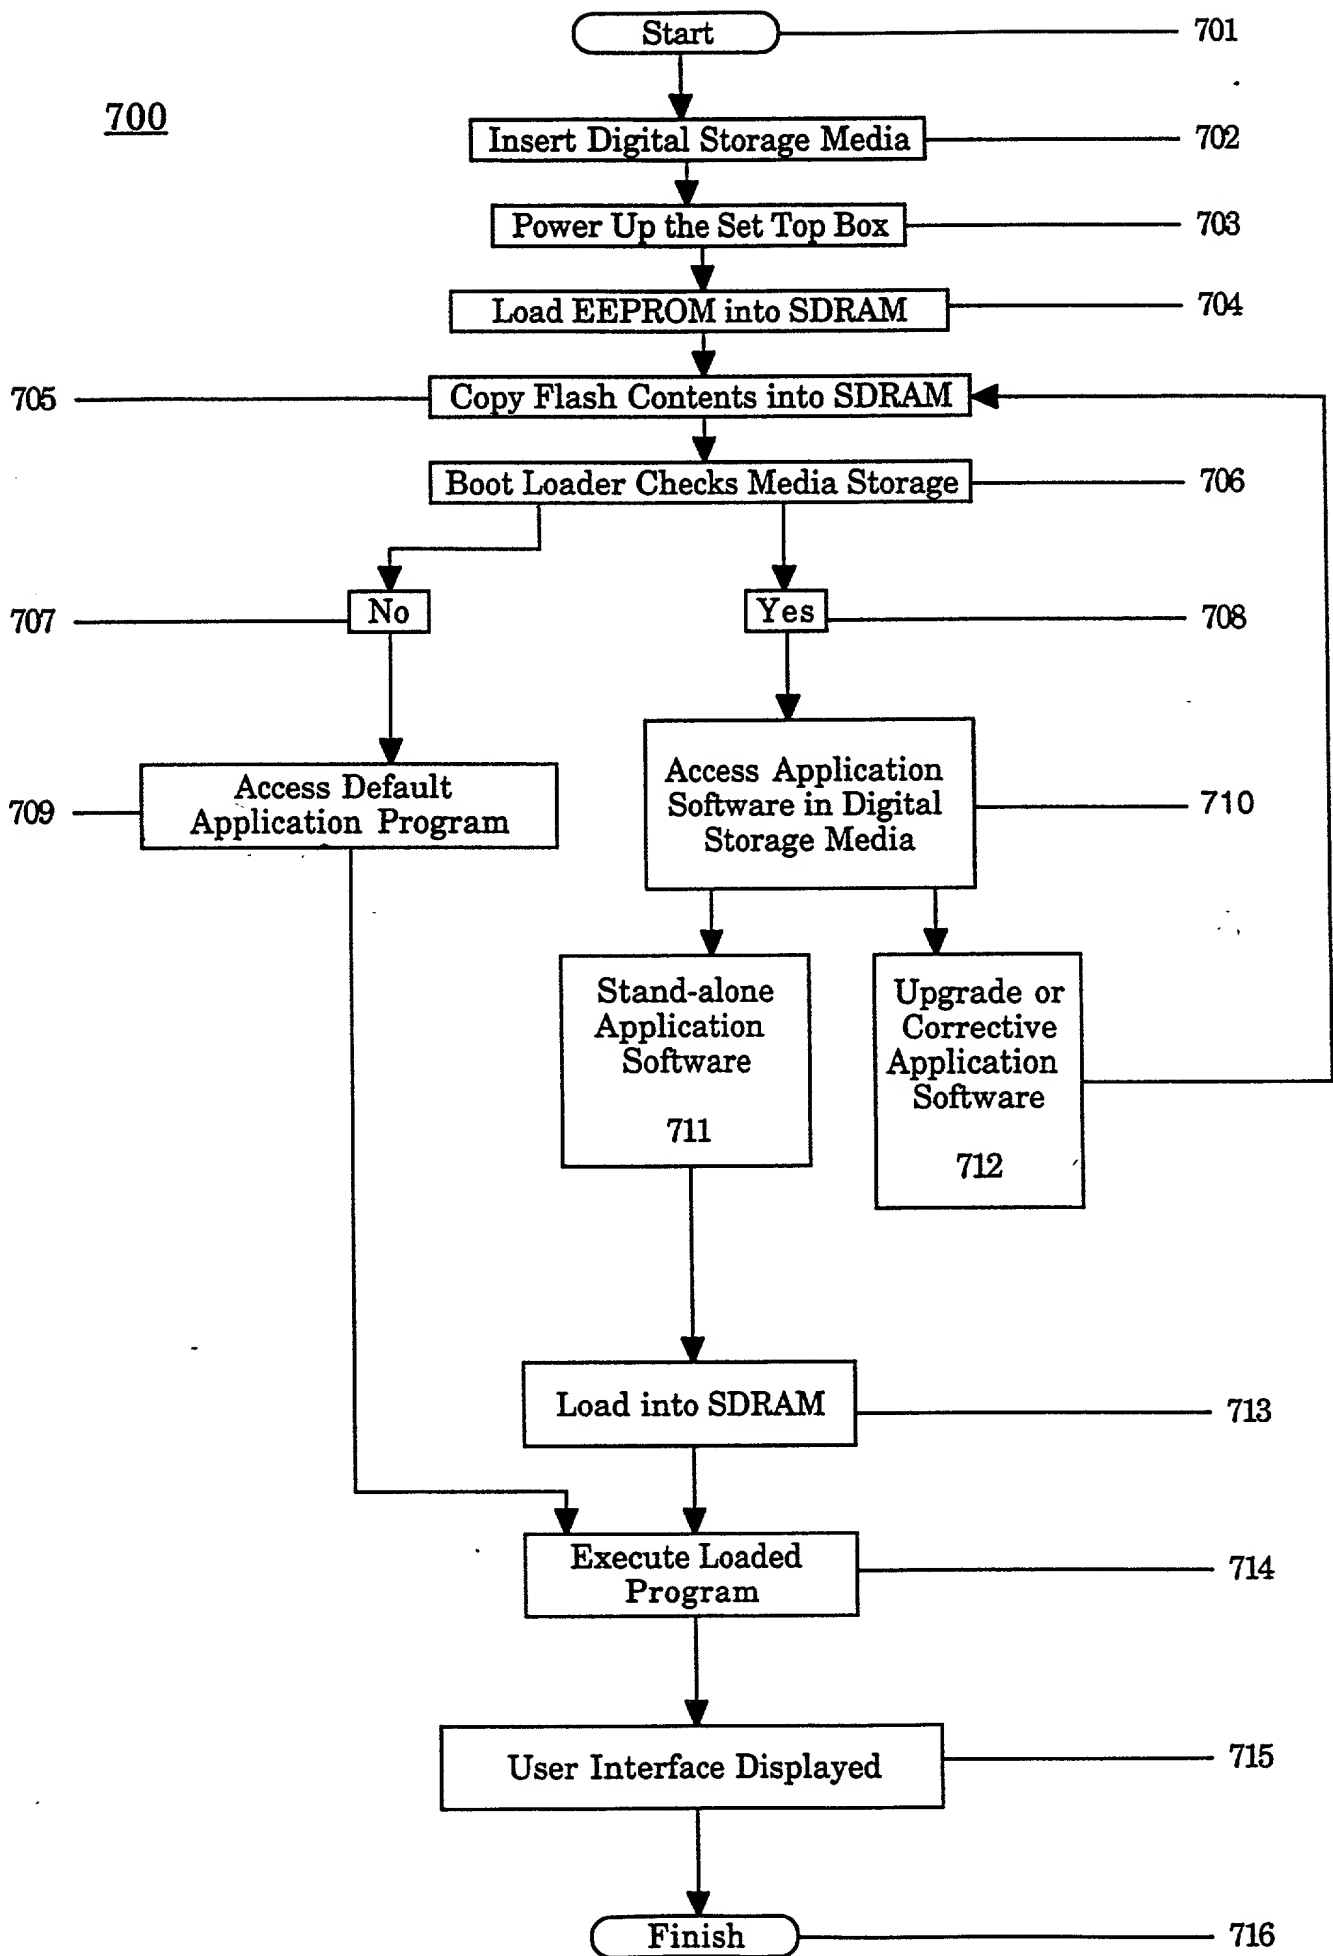 Start
701
700
Insert Digital Storage Media
702
Power Up the Set Top Box
703
Load EEPROM into SDRAM
704
705
Copy Flash Contents into SDRAM
Boot Loader Checks Media Storage
706
707
No
Yes
708
709
Access Default
Application Program
Access Application
Software in Digital
Storage Media
710
Stand-alone
Application
Software
711
Upgrade or
Corrective
Application
Software
712
Load into SDRAM
713
Execute Loaded
Program
714
User Interface Displayed
715
Finish
716